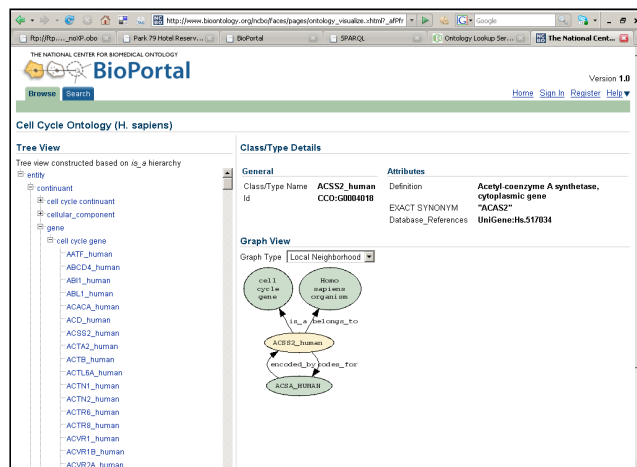 http://www.bioontology.org/ncbo/faces/pages/ontology_visualize.xhtml?_afPfr
Google
ftp://ftp...._noXP.obo
Park 79 Hotel Reserv...
BioPortal
SPARQL
Ontology Lookup Ser...
The National Cent...
THE NATIONAL CENTER FOR BIOMEDICAL ONTOLOGY
BioPortal
Version 1.0
Browse Search
Home Sign In Register Help
Cell Cycle Ontology (H. sapiens)
Tree View
Tree view constructed based on is_a hierarchy
entity
continuant
cell cycle continuant
cellular_component
gene
cell cycle gene
AATF_human
ABCD4_human
ABI1_human
ABL1_human
ACACA_human
ACD_human
ACSS2_human
ACTA2_human
ACTB_human
ACTL6A_human
ACTN1_human
ACTN2_human
ACTR6_human
ACTR8_human
ACVR1_human
ACVR1B_human
ACVR2A_human
Class/Type Details
General
Class/Type Name ACSS2_human
Id CCO:G0004018
Attributes
Definition Acetyl-coenzyme A synthetase,
cytoplasmic gene
EXACT SYNONYM "ACAS2"
Database_References UniGene:Hs.517034
Graph View
Graph Type Local Neighborhood
cell
cycle
gene
Homo
sapiens
organism
is_a belongs_to
ACSS2_human
encoded_by codes_for
ACSA_HUMAN